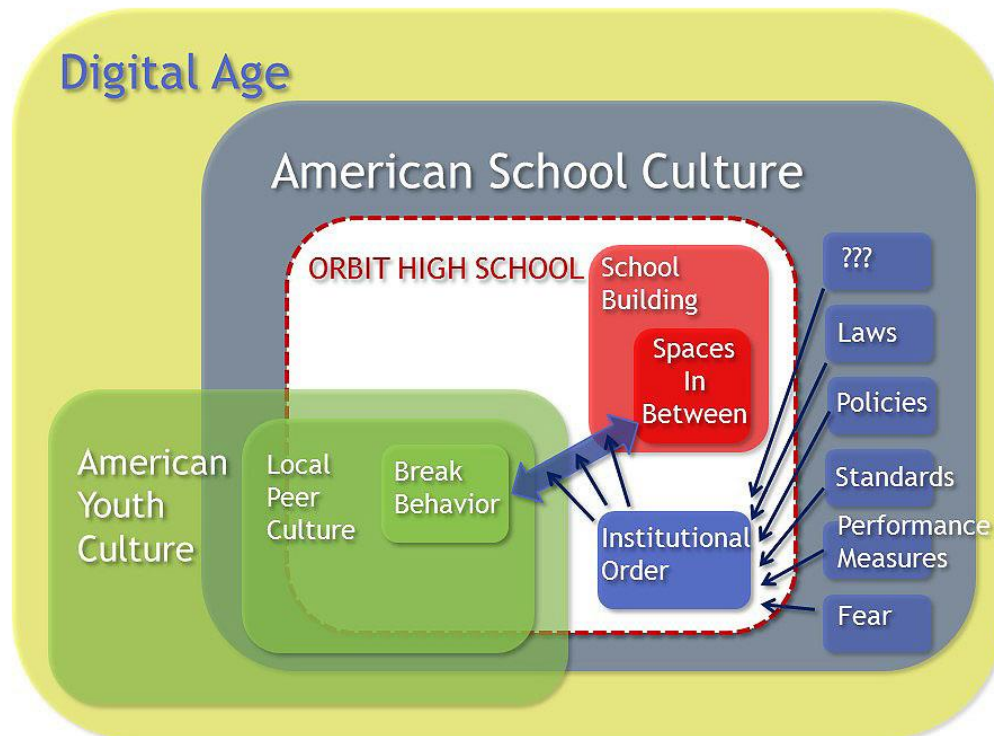 Digital Age
American School Culture
ORBIT HIGH SCHOOL
School
Building
Spaces
In
Between
???
Laws
Policies
Standards
Performance
Measures
Fear
American
Youth
Culture
Local
Peer
Culture
Break
Behavior
Institutional
Order